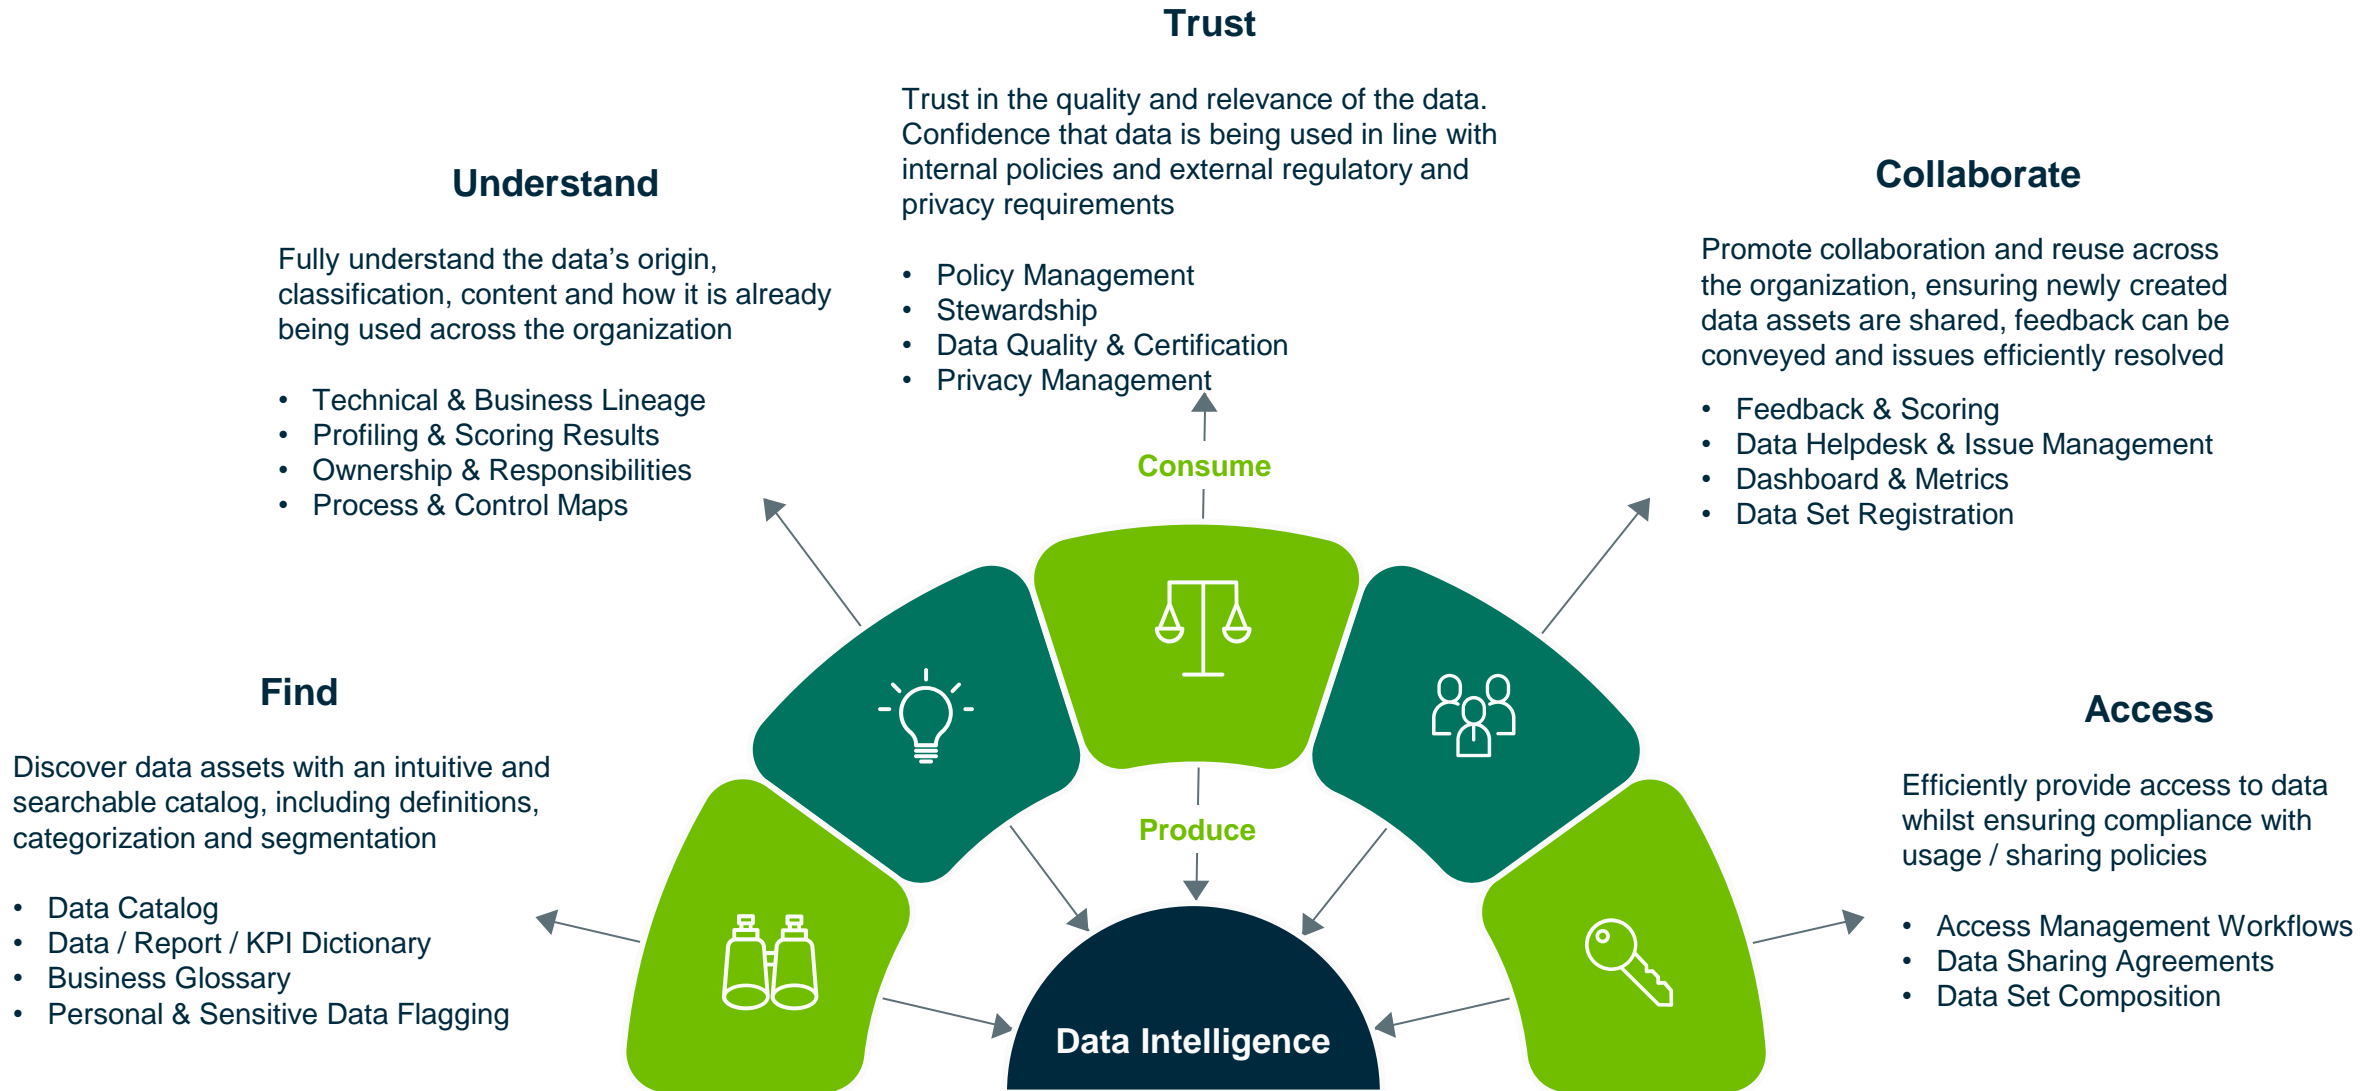 Trust
Trust in the quality and relevance of the data.
Confidence that data is being used in line with
internal policies and external regulatory and
privacy requirements
• Policy Management
• Stewardship
• Data Quality & Certification
• Privacy Management
Understand
Fully understand the data’s origin,
classification, content and how it is already
being used across the organization
• Technical & Business Lineage
• Profiling & Scoring Results
• Ownership & Responsibilities
• Process & Control Maps
Collaborate
Promote collaboration and reuse across
the organization, ensuring newly created
data assets are shared, feedback can be
conveyed and issues efficiently resolved
• Feedback & Scoring
• Data Helpdesk & Issue Management
• Dashboard & Metrics
• Data Set Registration
Consume
Find
Discover data assets with an intuitive and
searchable catalog, including definitions,
categorization and segmentation
• Data Catalog
• Data / Report / KPI Dictionary
• Business Glossary
• Personal & Sensitive Data Flagging
Produce
Access
Efficiently provide access to data
whilst ensuring compliance with
usage / sharing policies
• Access Management Workflows
• Data Sharing Agreements
• Data Set Composition
Data Intelligence